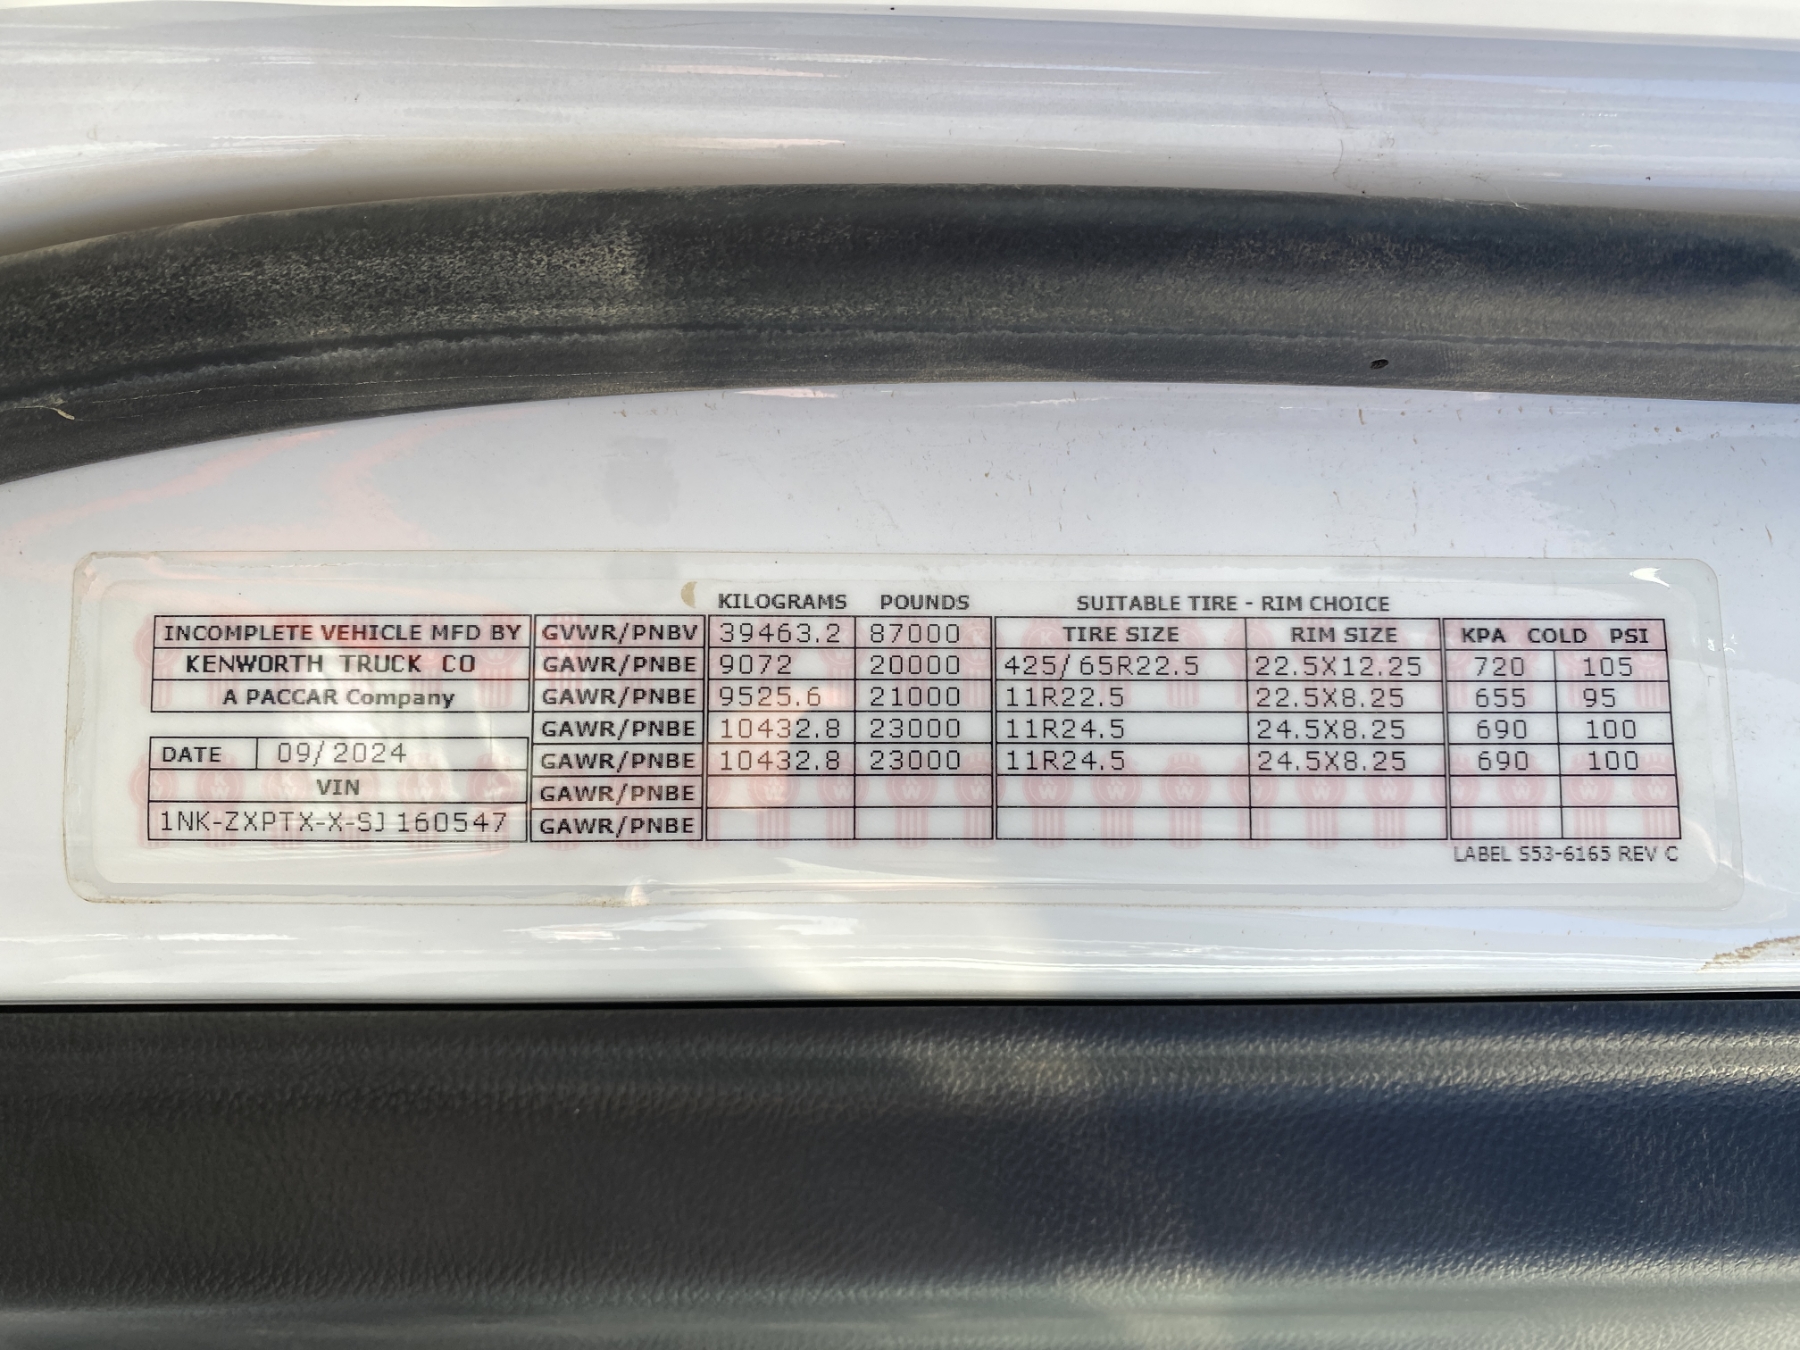 KILOGRAMS POUNDS SUITABLE TIRE - RIM CHOICE
INCOMPLETE VEHICLE MFD BY GVWR/PNBV 39463.2 87000 TIRE SIZE RIM SIZE KPA COLD PSI
KENWORTH TRUCK CO GAWR/PNBE 9072 20000 425/65R22.5 22.5X12.25 720 105
A PACCAR Company GAWR/PNBE 9525.6 21000 11R22.5 22.5X8.25 655 95
GAWR/PNBE 10432.8 23000 11R24.5 24.5X8.25 690 100
DATE 09/2024 GAWR/PNBE 10432.8 23000 11R24.5 24.5X8.25 690 100
VIN GAWR/PNBE
1NK-ZXPTX-X-SJ160547 GAWR/PNBE
LABEL S53-6165 REV C